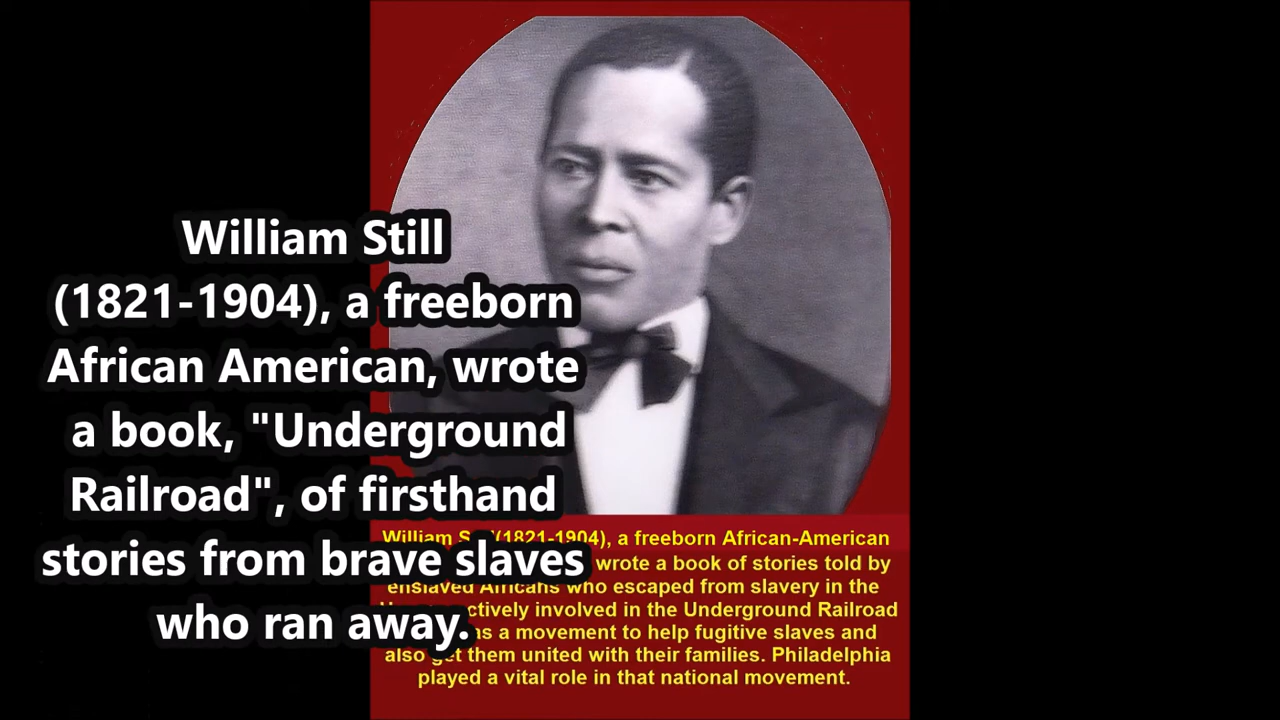 William Still
(1821-1904), a freeborn
African American, wrote
a book, "Underground
Railroad", of firsthand
stories from brave slaves
who ran away.
William (1821-1904), a freeborn African-American
wrote a book of stories told by
enslaved Africans who escaped from slavery in the
actively involved in the Underground Railroad
as a movement to help fugitive slaves and
also get them united with their families. Philadelphia
played a vital role in that national movement.